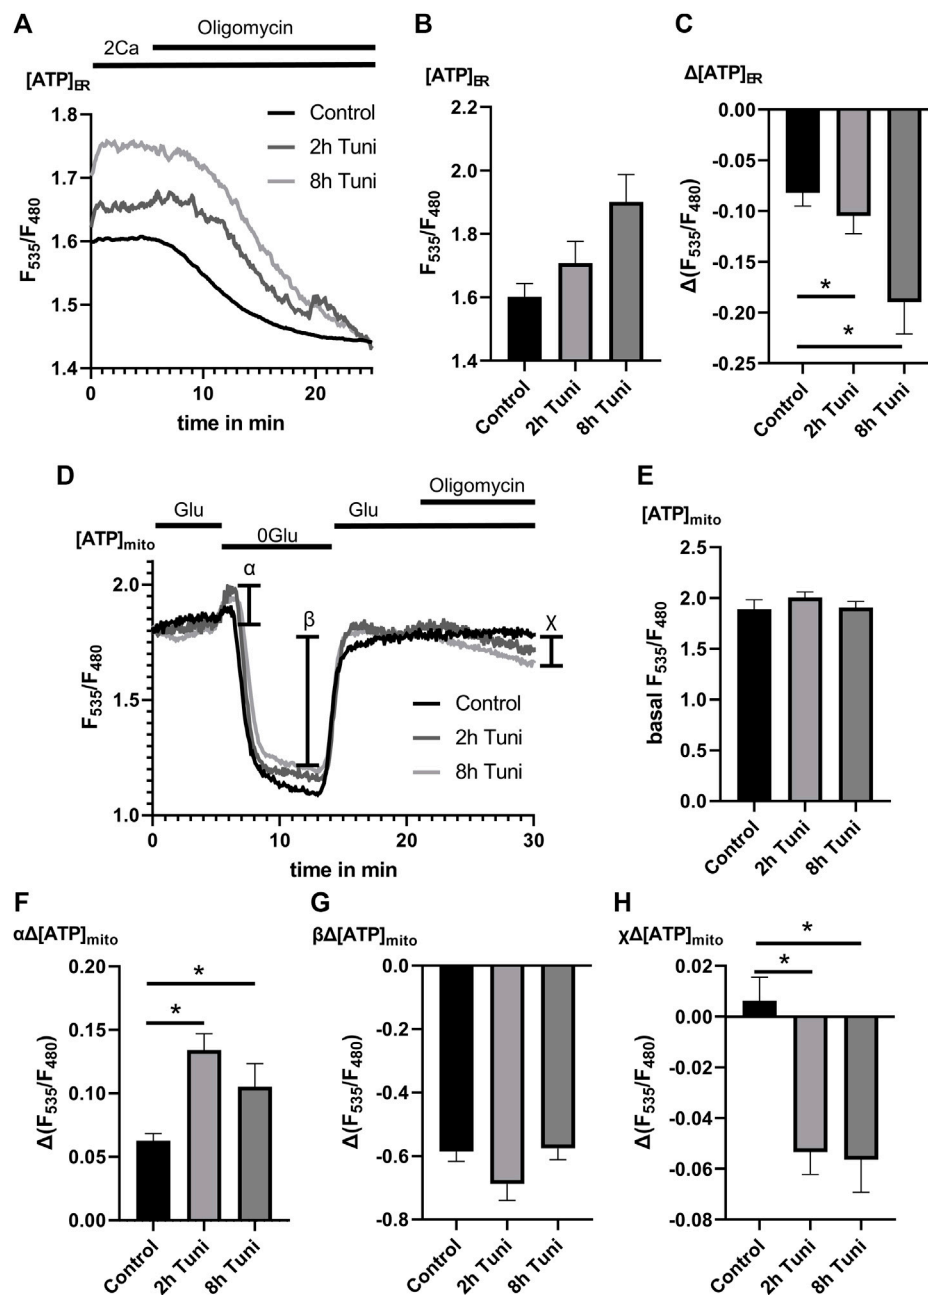 A
Oligomycin
2Ca
[ATP]ER
Control
2h Tuni
8h Tuni
F535/F480
1.8
1.7
1.6
1.5
1.4
0 10 20
time in min
B
[ATP]ER
F535/F480
2.2
2.0
1.8
1.6
1.4
Control 2h Tuni 8h Tuni
C
Δ[ATP]ER
Δ(F535/F480)
0.00
-0.05
-0.10
-0.15
-0.20
-0.25
*
*
Control 2h Tuni 8h Tuni
D
Oligomycin
Glu 0Glu Glu
[ATP]mito
F535/F480
2.0
1.8
1.5
1.2
1.0
α
β
χ
Control
2h Tuni
8h Tuni
0 10 20 30
time in min
E
[ATP]mito
basal F535/F480
2.5
2.0
1.5
1.0
0.5
0.0
Control 2h Tuni 8h Tuni
F
αΔ[ATP]mito
Δ(F535/F480)
0.20
0.15
0.10
0.05
0.00
*
*
Control 2h Tuni 8h Tuni
G
βΔ[ATP]mito
Δ(F535/F480)
0.0
-0.2
-0.4
-0.6
-0.8
Control 2h Tuni 8h Tuni
H
χΔ[ATP]mito
Δ(F535/F480)
0.02
0.00
-0.02
-0.04
-0.06
-0.08
*
*
Control 2h Tuni 8h Tuni